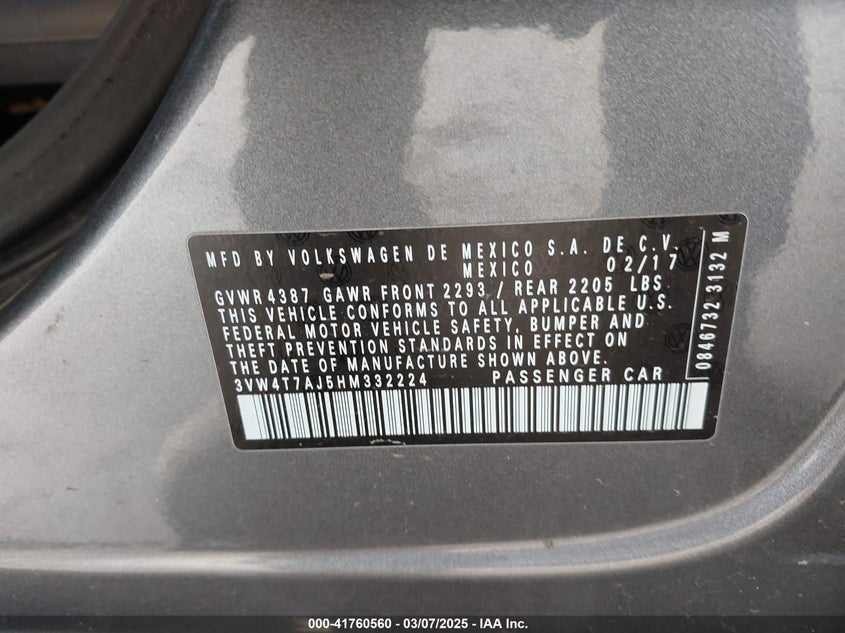 MFD BY VOLKSWAGEN DE MEXICO S.A. DE C.V.
MEXICO 02/17
GVWR 4387 GAWR FRONT 2293 / REAR 2205 LBS.
THIS VEHICLE CONFORMS TO ALL APPLICABLE U.S.
FEDERAL MOTOR VEHICLE SAFETY, BUMPER AND
THEFT PREVENTION STANDARDS IN EFFECT ON
THE DATE OF MANUFACTURE SHOWN ABOVE.
3VW4T7AJ5HM332224 PASSENGER CAR
0846732 3132 M
000-41760560 | 03/07/2025 | IAA Inc.